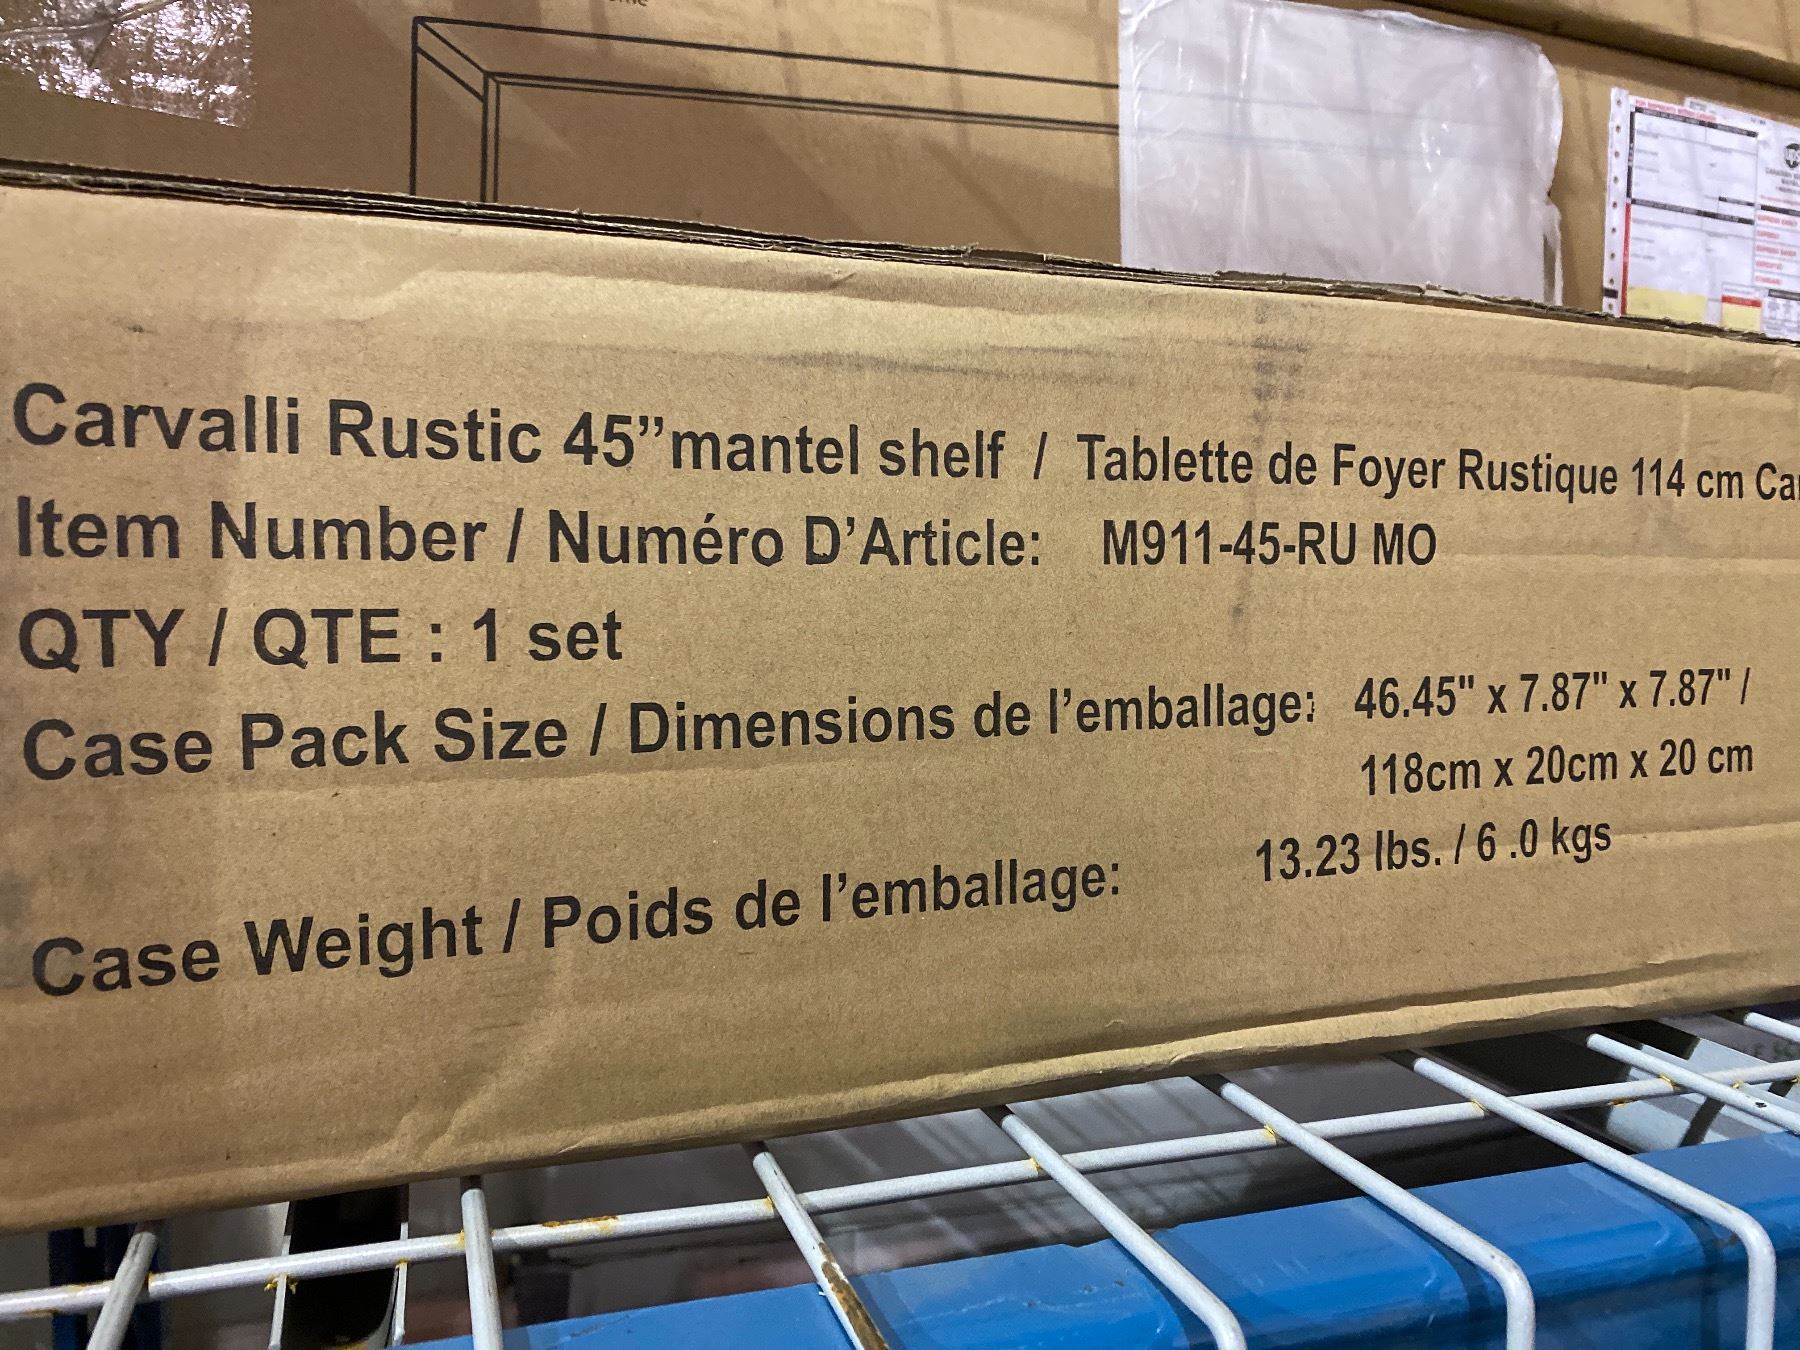 Carvalli Rustic 45”mantel shelf / Tablette de Foyer Rustique 114 cm
Item Number / Numéro D’Article: M911-45-RU MO
QTY / QTE : 1 set
Case Pack Size / Dimensions de l’emballage: 46.45" x 7.87" x 7.87" /
118cm x 20cm x 20 cm
Case Weight / Poids de l’emballage: 13.23 lbs. / 6 .0 kgs